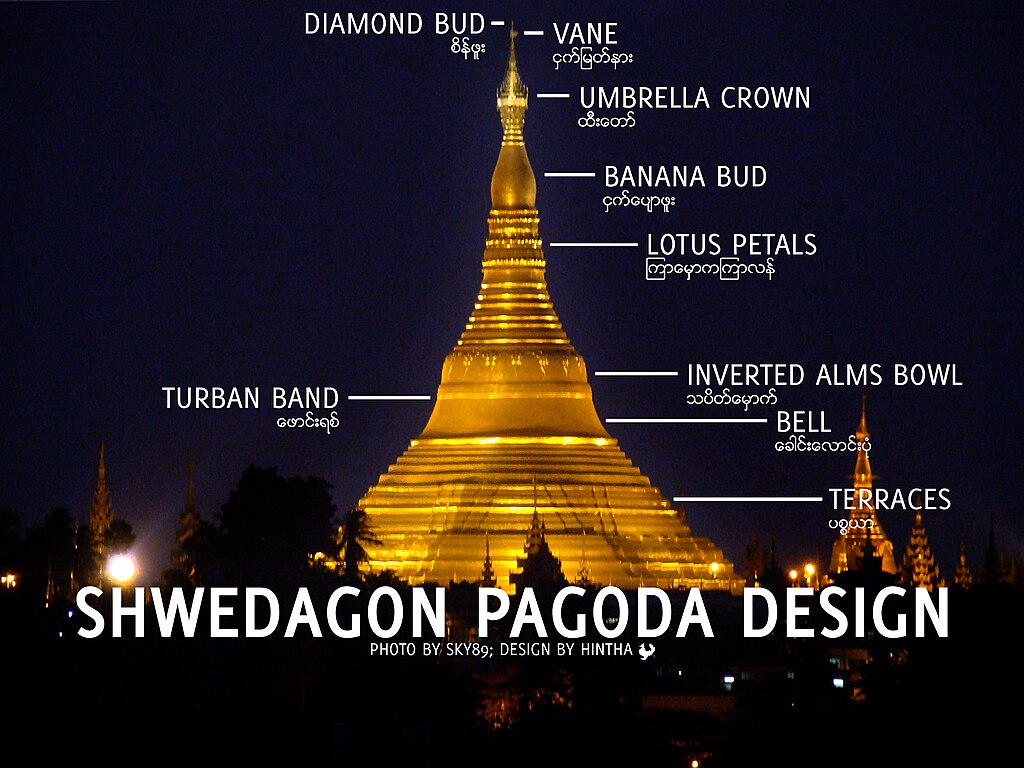 DIAMOND BUD
စိန်ဖူး
VANE
ငှက်မြတ်နား
UMBRELLA CROWN
ထီးတော်
BANANA BUD
ငှက်ပျောဖူး
LOTUS PETALS
ကြာမှောက်ကြာလန်
INVERTED ALMS BOWL
သပိတ်မှောက်
TURBAN BAND
ဖောင်းရစ်
BELL
ခေါင်းလောင်းပုံ
TERRACES
ပစ္စယာ
SHWEDAGON PAGODA DESIGN
PHOTO BY SKY89; DESIGN BY HINTHA